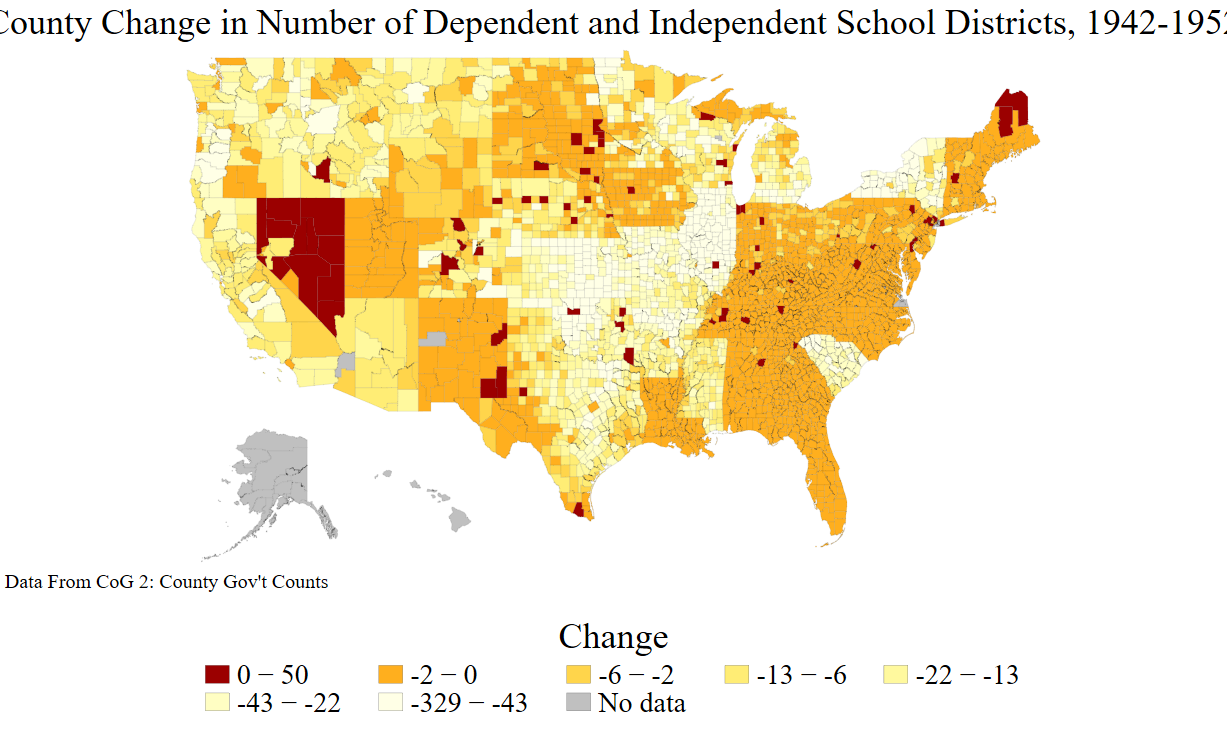 County Change in Number of Dependent and Independent School Districts, 1942-1952
Data From CoG 2: County Gov't Counts
Change
0 – 50 -2 – 0 -6 – -2 -13 – -6 -22 – -13
-43 – -22 -329 – -43 No data